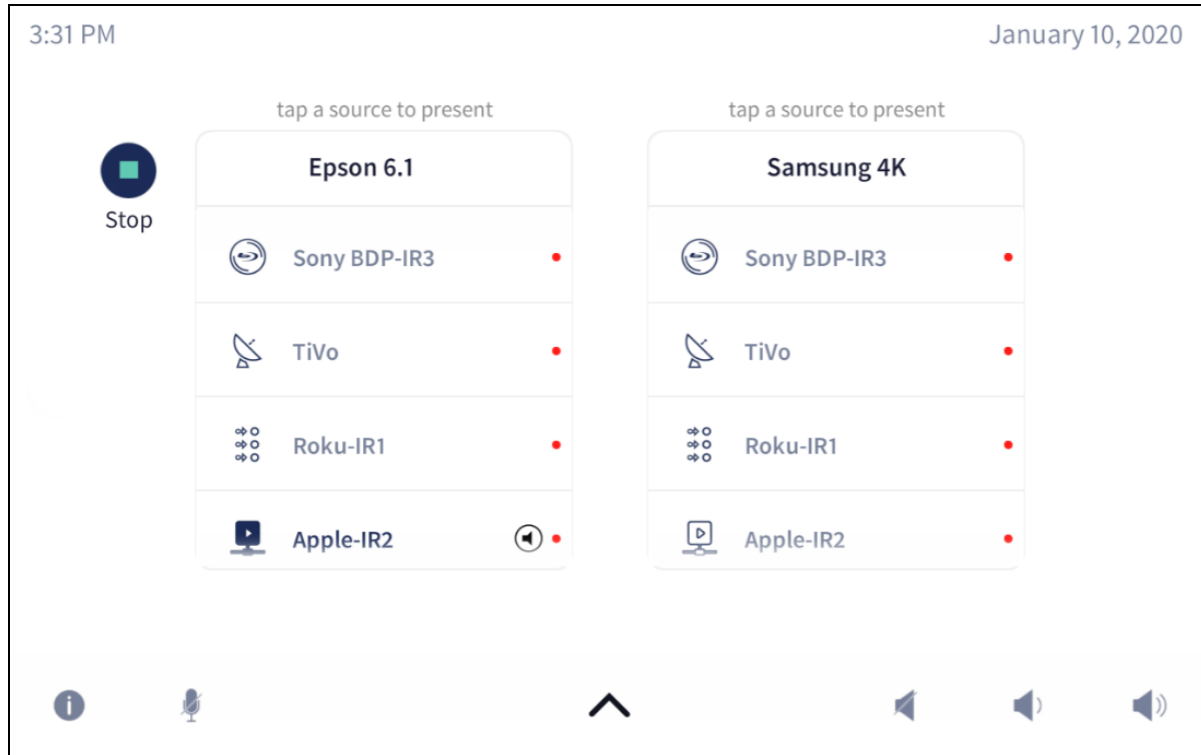 3:31 PM
January 10, 2020
tap a source to present
tap a source to present
Stop
Epson 6.1
Sony BDP-IR3
TiVo
Roku-IR1
Apple-IR2
Samsung 4K
Sony BDP-IR3
TiVo
Roku-IR1
Apple-IR2